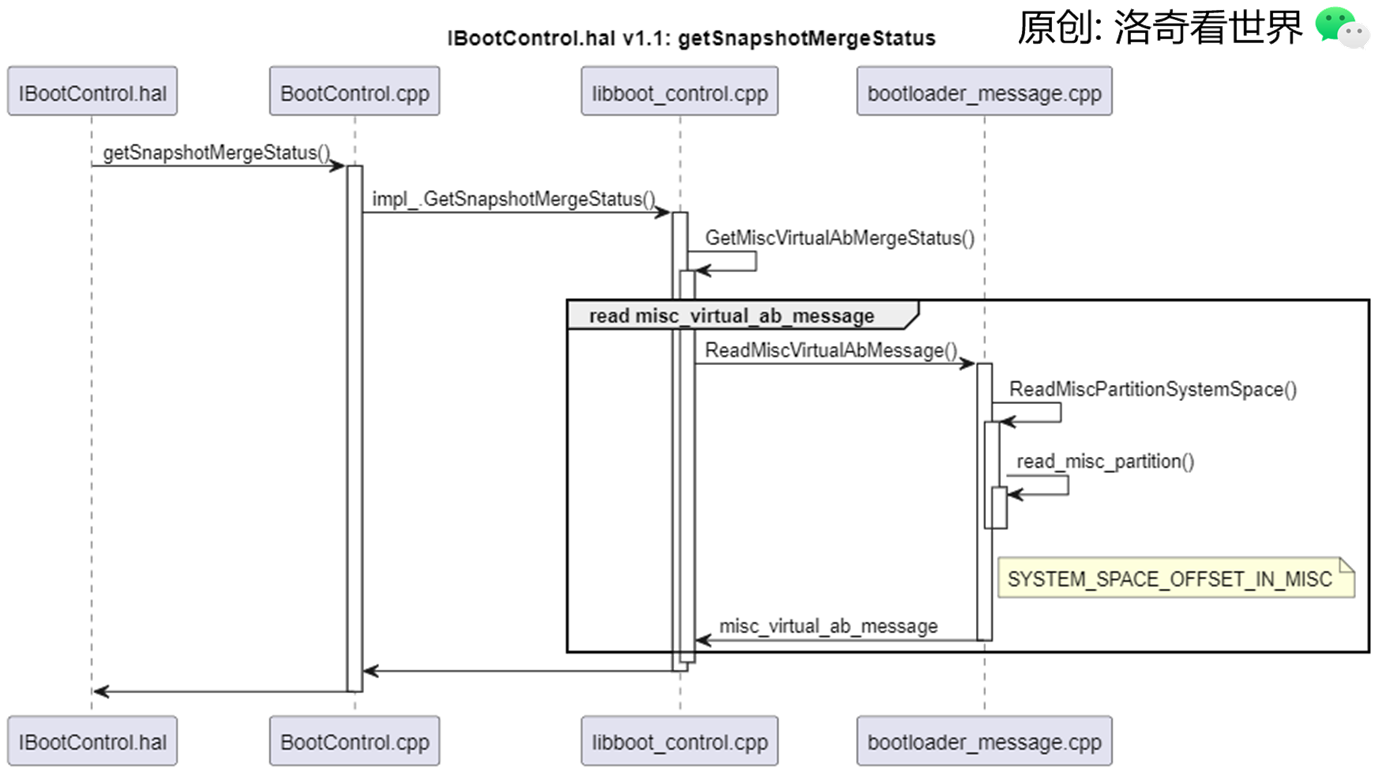 原创: 洛奇看世界
IBootControl.hal v1.1: getSnapshotMergeStatus
IBootControl.hal
BootControl.cpp
libboot_control.cpp
bootloader_message.cpp
getSnapshotMergeStatus()
impl_.GetSnapshotMergeStatus()
GetMiscVirtualAbMergeStatus()
read misc_virtual_ab_message
ReadMiscVirtualAbMessage()
ReadMiscPartitionSystemSpace()
read_misc_partition()
SYSTEM_SPACE_OFFSET_IN_MISC
misc_virtual_ab_message
IBootControl.hal
BootControl.cpp
libboot_control.cpp
bootloader_message.cpp